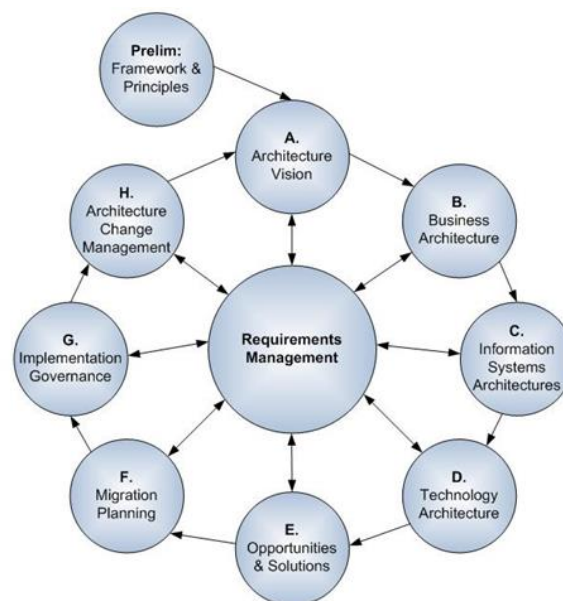 Prelim:
Framework &
Principles
A.
Architecture
Vision
B.
Business
Architecture
C.
Information
Systems
Architectures
D.
Technology
Architecture
E.
Opportunities
& Solutions
F.
Migration
Planning
G.
Implementation
Governance
H.
Architecture
Change
Management
Requirements
Management